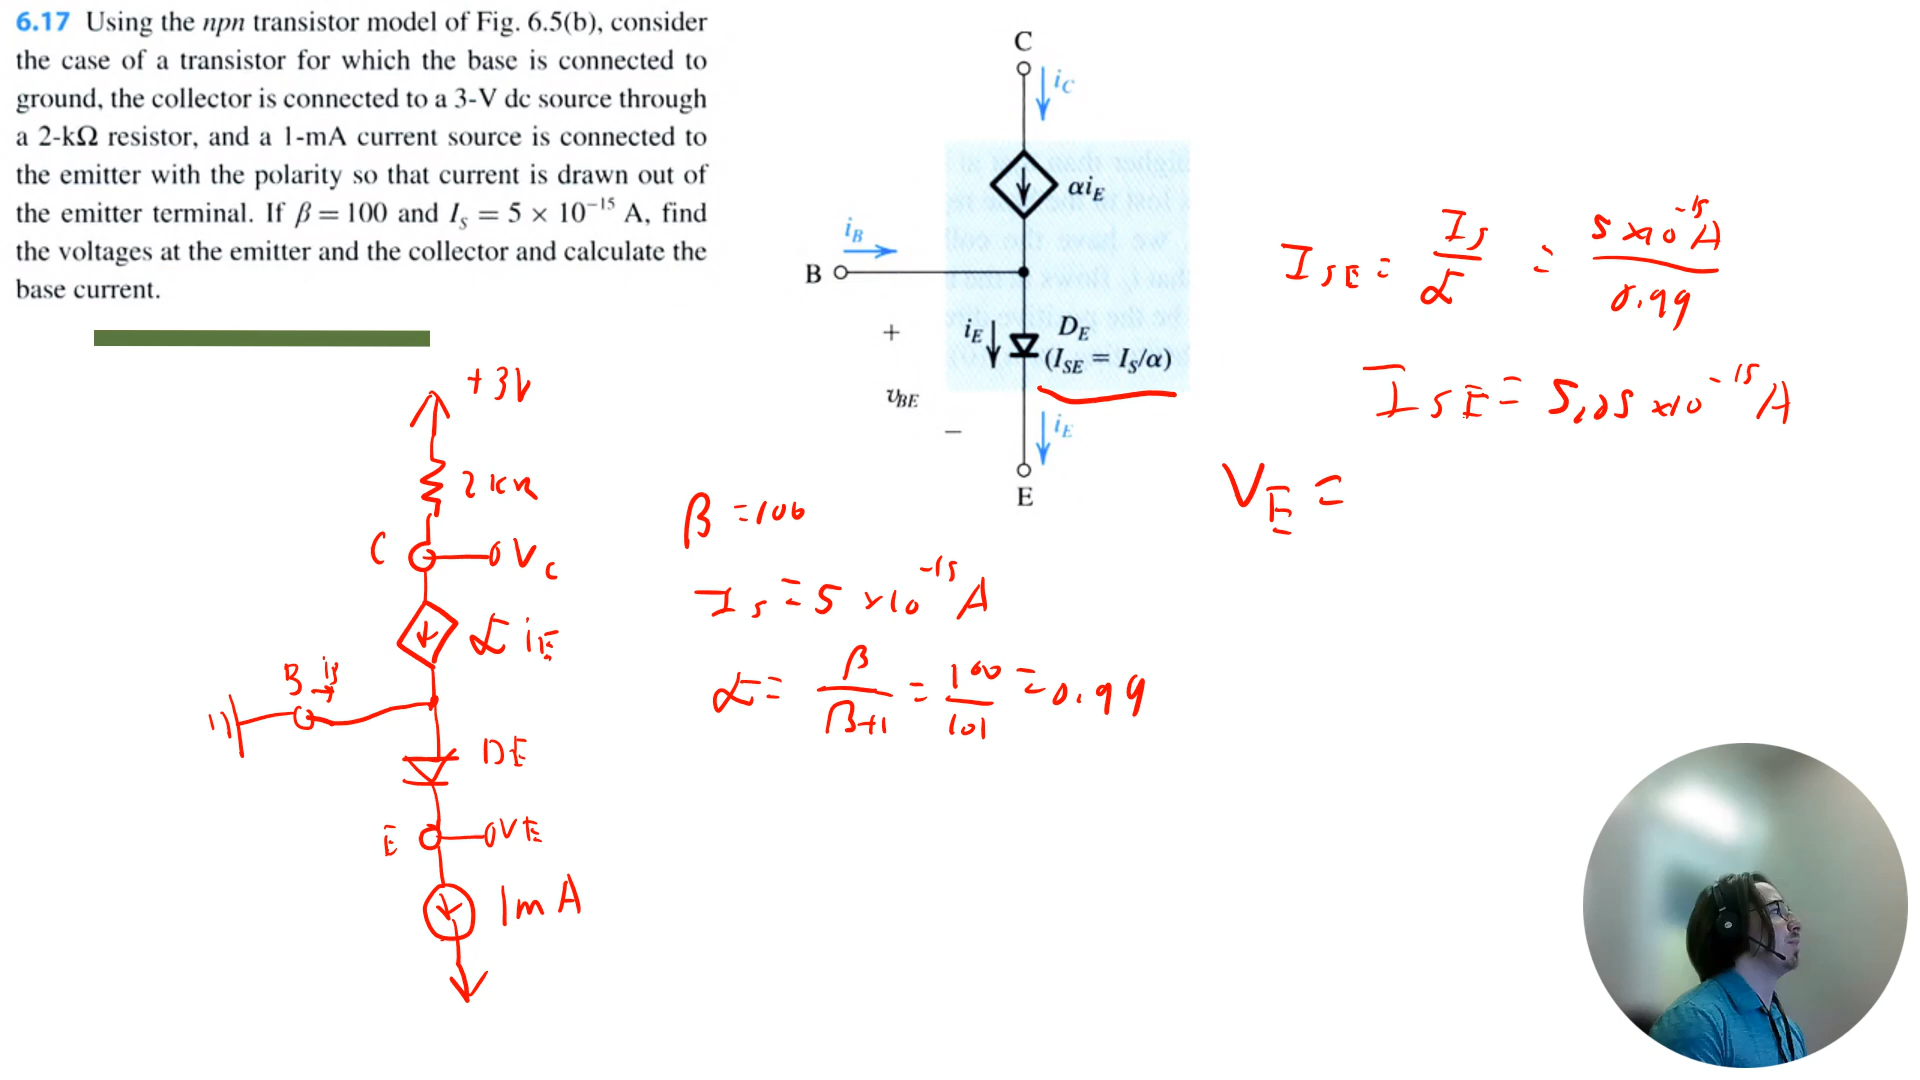 6.17 Using the npn transistor model of Fig. 6.5(b), consider
the case of a transistor for which the base is connected to
ground, the collector is connected to a 3-V dc source through
a 2-kΩ resistor, and a 1-mA current source is connected to
the emitter with the polarity so that current is drawn out of
the emitter terminal. If β = 100 and I_s = 5 × 10⁻¹⁵ A, find
the voltages at the emitter and the collector and calculate the
base current.
C
i_C
αi_E
i_B
B
i_E
D_E
(I_SE = I_S/α)
+
v_BE
−
i_E
E
+3V
2kΩ
C
V_C
α i_E
B
i_B
DE
E
V_E
1mA
β = 100
I_s = 5 × 10⁻¹⁵ A
α = β/(β+1) = 100/101 = 0.99
I_SE = I_s/α = 5 × 10⁻¹⁵ A/0.99
I_SE = 5.05 × 10⁻¹⁵ A
V_E =